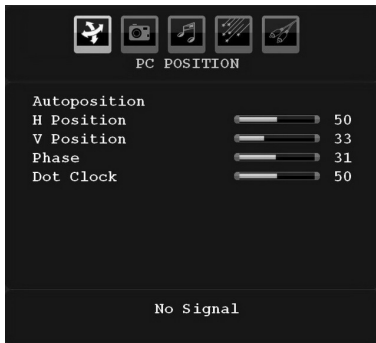 PC POSITION
Autoposition
H Position 50
V Position 33
Phase 31
Dot Clock 50
No Signal